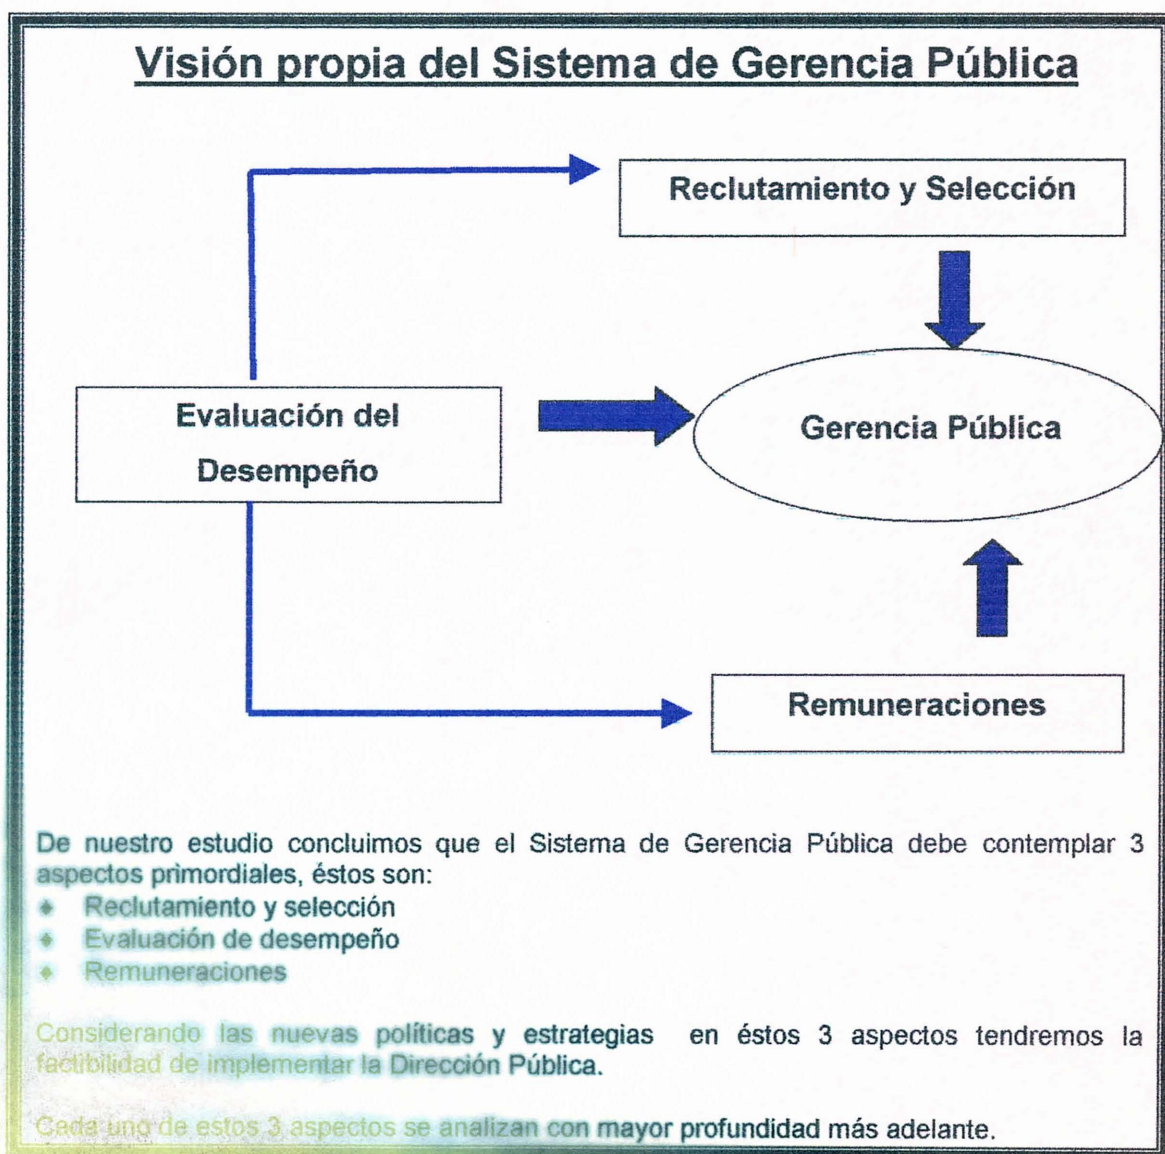 Visión propia del Sistema de Gerencia Pública
Reclutamiento y Selección
Evaluación del
Desempeño
Gerencia Pública
Remuneraciones
De nuestro estudio concluimos que el Sistema de Gerencia Pública debe contemplar 3
aspectos primordiales, éstos son:
♦ Reclutamiento y selección
♦ Evaluación de desempeño
♦ Remuneraciones
Considerando las nuevas políticas y estrategias en éstos 3 aspectos tendremos la
factibilidad de implementar la Dirección Pública.
Cada uno de estos 3 aspectos se analizan con mayor profundidad más adelante.